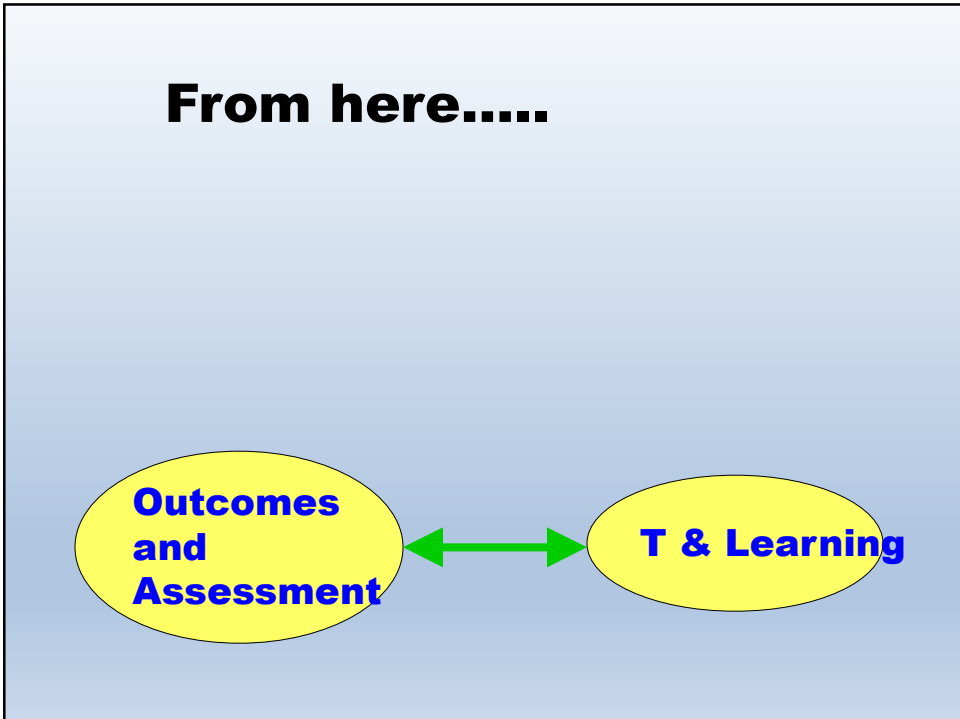 From here.....
Outcomes
and
Assessment
T & Learning